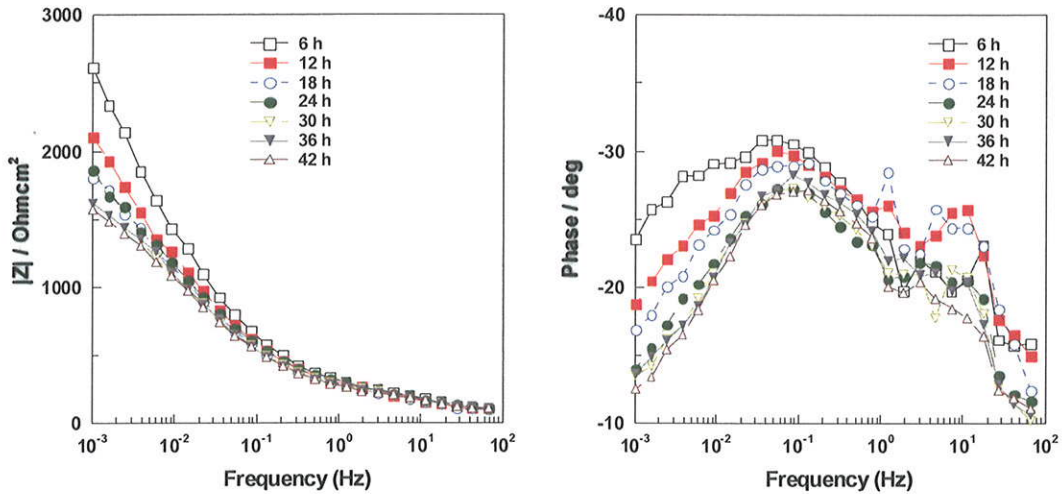 3000
2000
1000
0
|Z| / Ohmcm²
10⁻³ 10⁻² 10⁻¹ 10⁰ 10¹ 10²
Frequency (Hz)
6 h
12 h
18 h
24 h
30 h
36 h
42 h
-40
-30
-20
-10
Phase / deg
10⁻³ 10⁻² 10⁻¹ 10⁰ 10¹ 10²
Frequency (Hz)
6 h
12 h
18 h
24 h
30 h
36 h
42 h